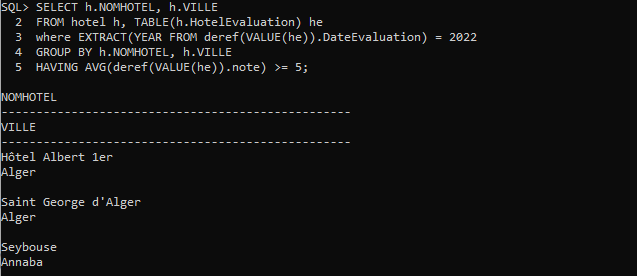 SQL> SELECT h.NOMHOTEL, h.VILLE
2 FROM hotel h, TABLE(h.HotelEvaluation) he
3 where EXTRACT(YEAR FROM deref(VALUE(he)).DateEvaluation) = 2022
4 GROUP BY h.NOMHOTEL, h.VILLE
5 HAVING AVG(deref(VALUE(he)).note) >= 5;
NOMHOTEL
--------------------------------------------------
VILLE
--------------------------------------------------
Hôtel Albert 1er
Alger
Saint George d'Alger
Alger
Seybouse
Annaba